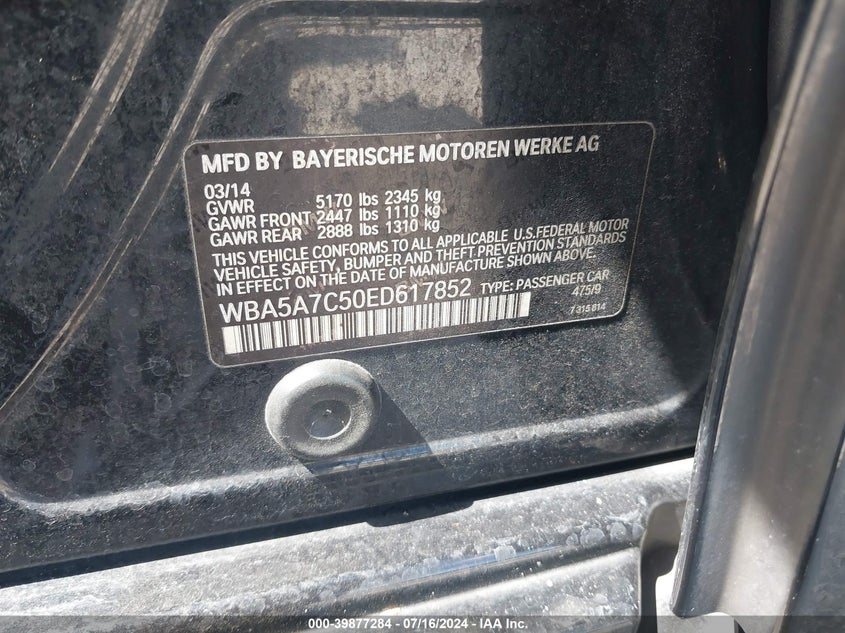 MFD BY BAYERISCHE MOTOREN WERKE AG
03/14
GVWR 5170 lbs 2345 kg
GAWR FRONT 2447 lbs 1110 kg
GAWR REAR 2888 lbs 1310 kg
THIS VEHICLE CONFORMS TO ALL APPLICABLE U.S.FEDERAL MOTOR
VEHICLE SAFETY, BUMPER, AND THEFT PREVENTION STANDARDS
IN EFFECT ON THE DATE OF MANUFACTURE SHOWN ABOVE.
WBA5A7C50ED617852 TYPE: PASSENGER CAR
475/9
7 315 814
000-39877284 - 07/16/2024 - IAA Inc.